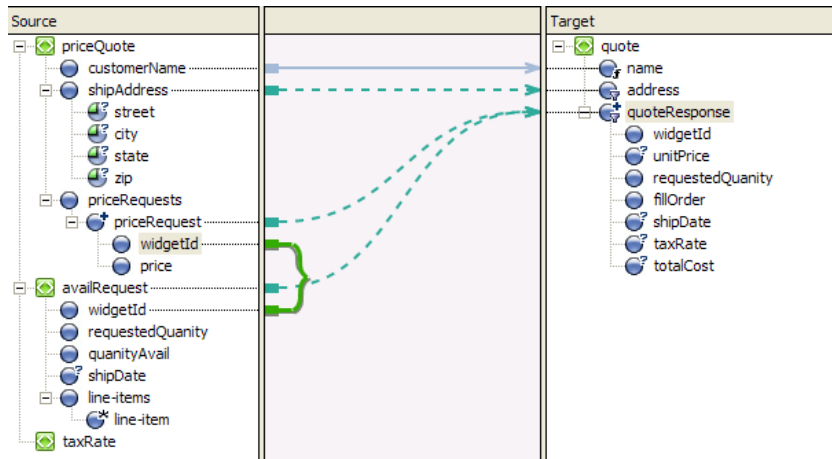 Source
priceQuote
customerName
shipAddress
street
city
state
zip
priceRequests
priceRequest
widgetId
price
availRequest
widgetId
requestedQuanity
quanityAvail
shipDate
line-items
line-item
taxRate
Target
quote
name
address
quoteResponse
widgetId
unitPrice
requestedQuanity
fillOrder
shipDate
taxRate
totalCost